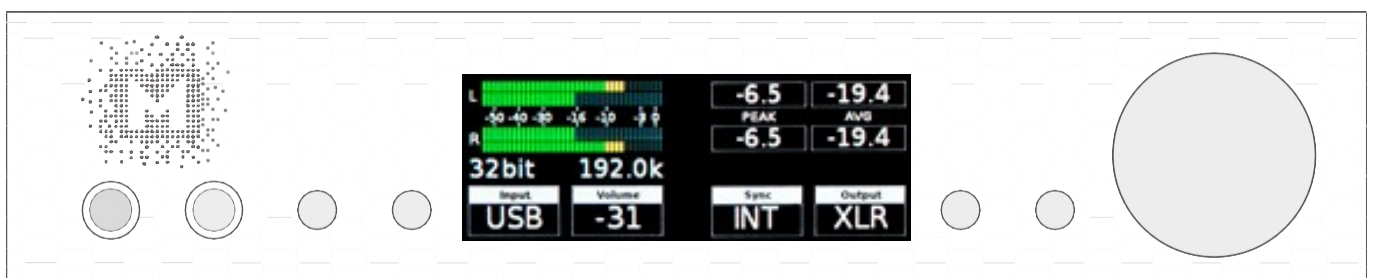 M
L
-6.5 -19.4
-50 -40 -30 -16 -10 -3 0
PEAK AVG
R
-6.5 -19.4
32bit 192.0k
Input Volume Sync Output
USB -31 INT XLR